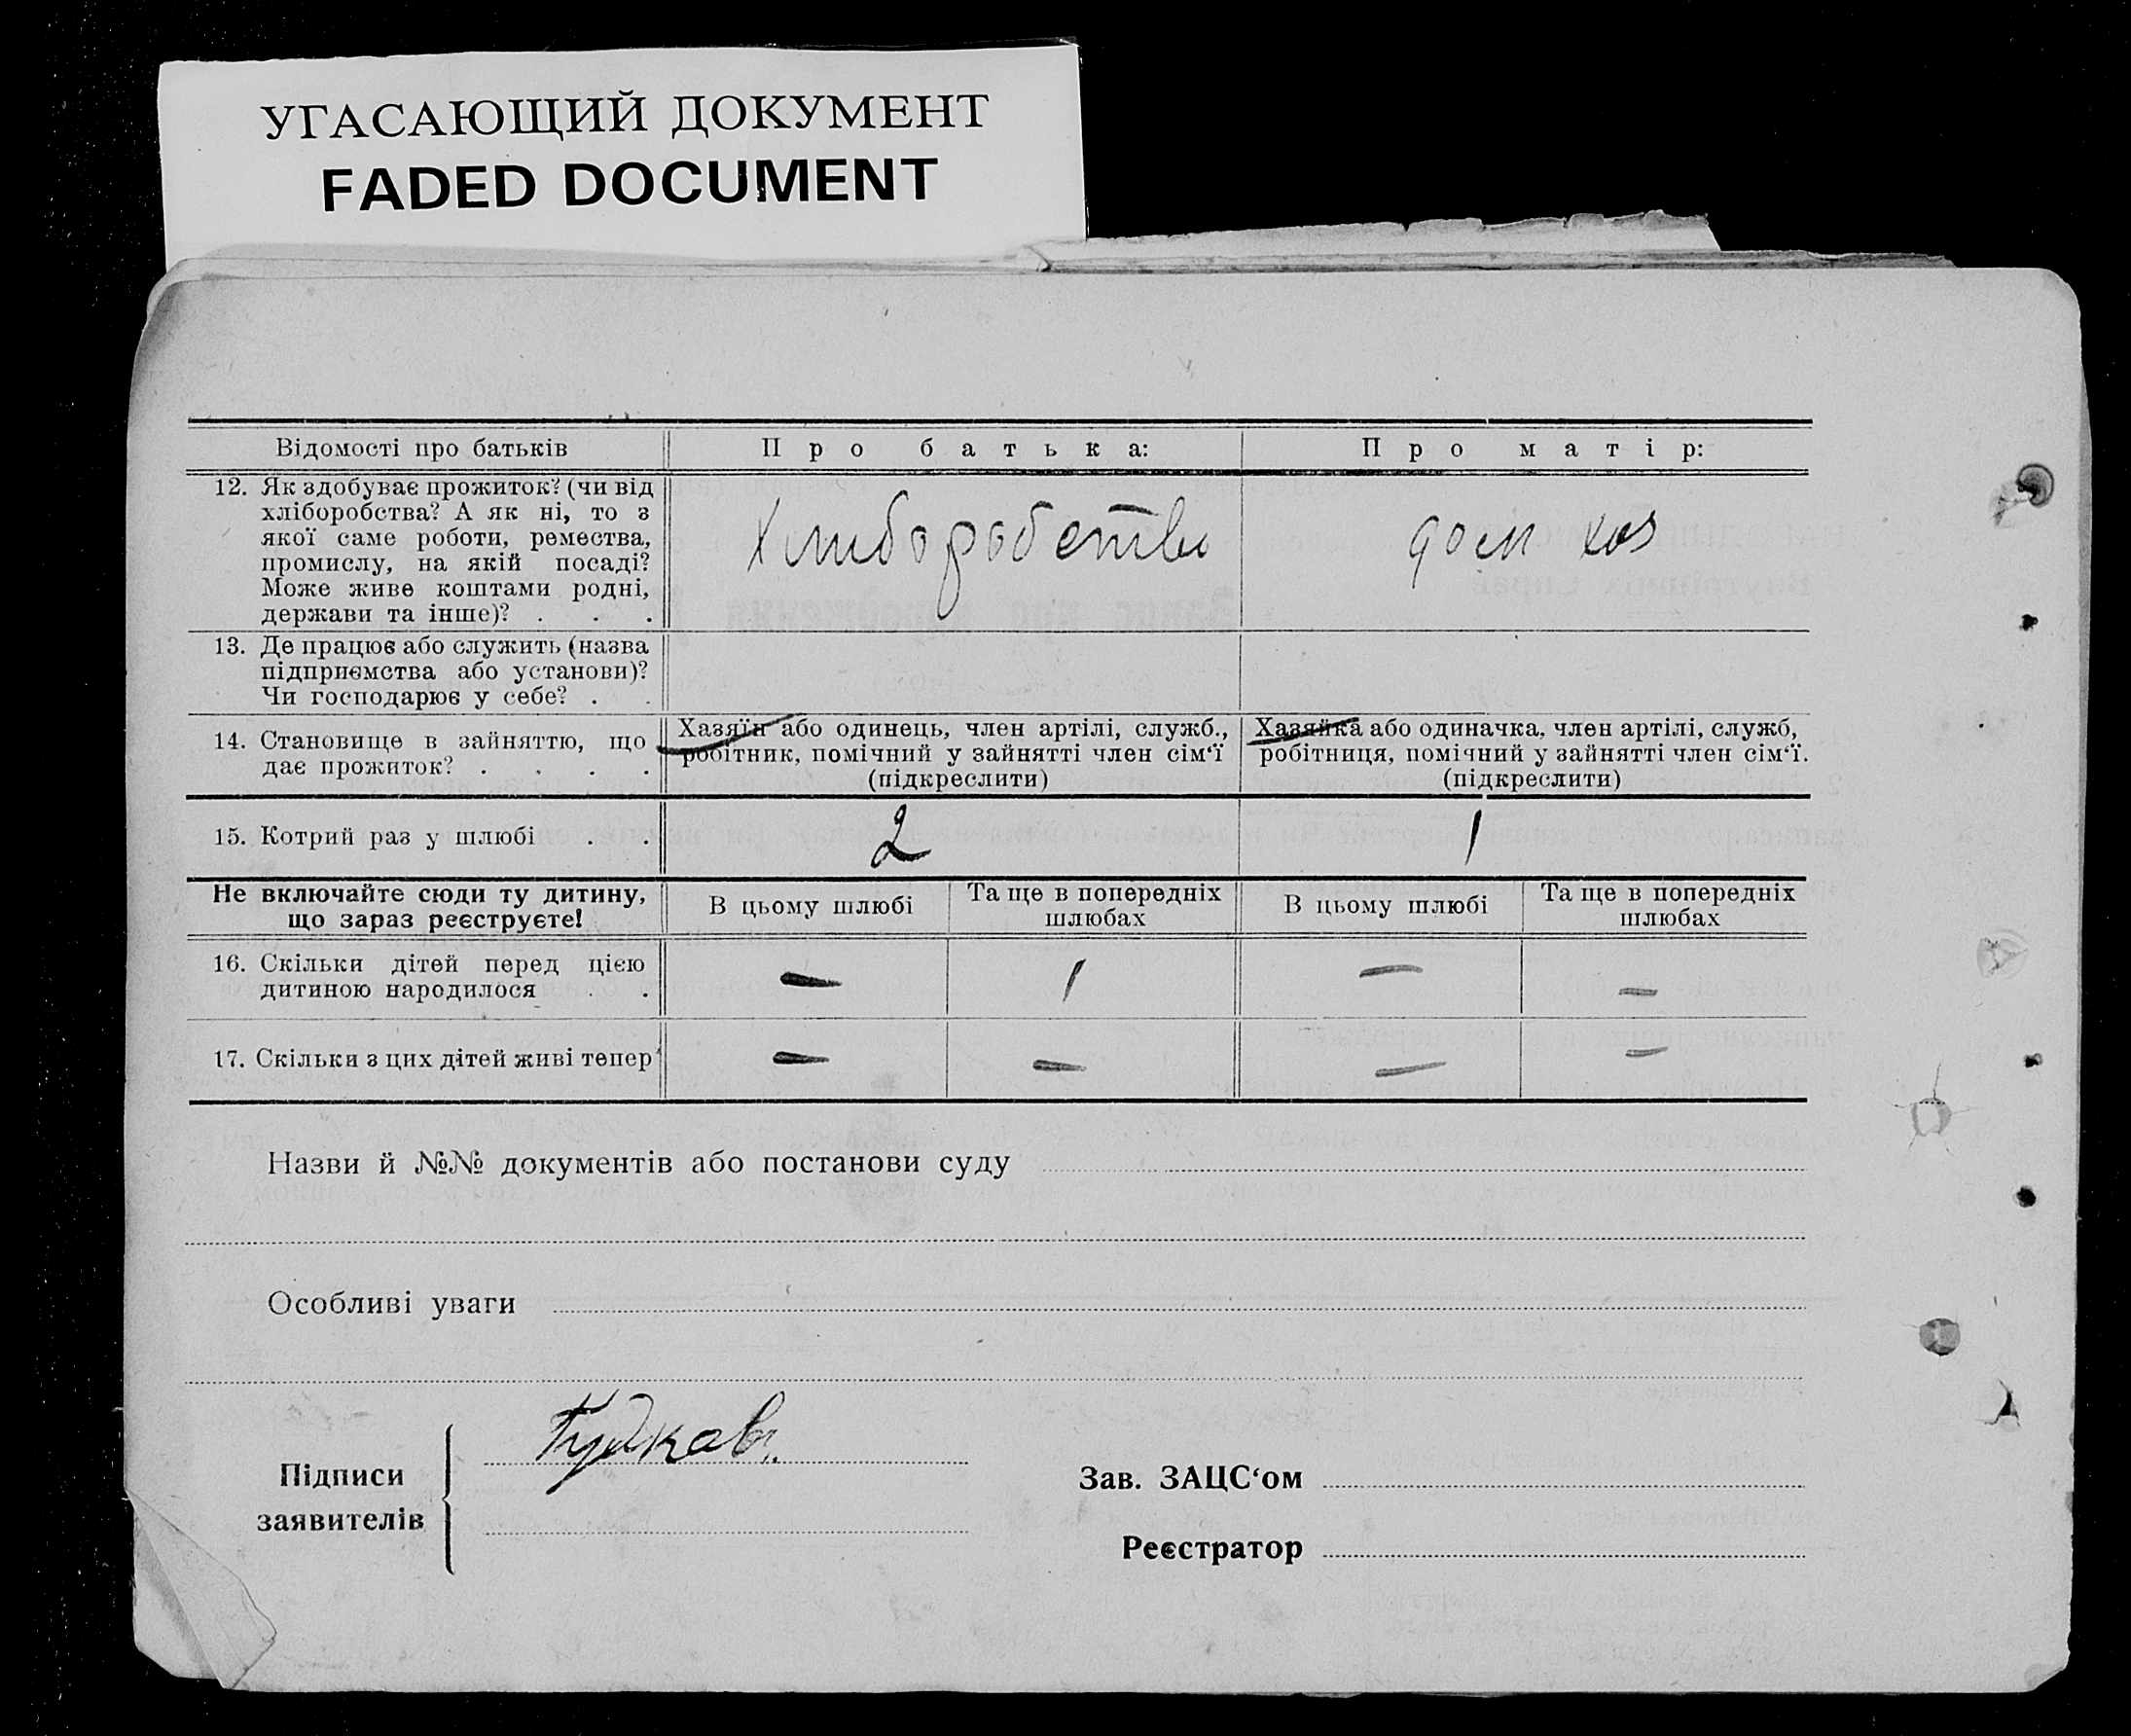 УГАСАЮЩИЙ ДОКУМЕНТ
FADED DOCUMENT
Відомості про батьків
Про батька:
Про матір:
12. Як здобуває прожиток? (чи від
хліборобства? А як ні, то з
якої саме роботи, ремества,
промислу, на якій посаді?
Може живе коштами родні,
держави та інше)? . . .
Хлиборобство
дом хоз
13. Де працює або служить (назва
підприємства або установи)?
Чи господарює у себе? . .
14. Становище в зайняттю, що
дає прожиток? . . . .
Хазяїн або одинець, член артілі, служб.,
робітник, помічний у зайнятті член сім‘ї
(підкреслити)
Хазяйка або одиначка, член артілі, служб,
робітниця, помічний у зайнятті член сім‘ї.
(підкреслити)
15. Котрий раз у шлюбі . .
2
1
Не включайте сюди ту дитину,
що зараз реєструєте!
В цьому шлюбі
Та ще в попередніх
шлюбах
В цьому шлюбі
Та ще в попередніх
шлюбах
16. Скільки дітей перед цією
дитиною народилося . .
— 1 — —
17. Скільки з цих дітей живі тепер
— — — —
Назви й №№ документів або постанови суду
Особливі уваги
Підписи
заявителів
Зав. ЗАЦС‘ом
Реєстратор